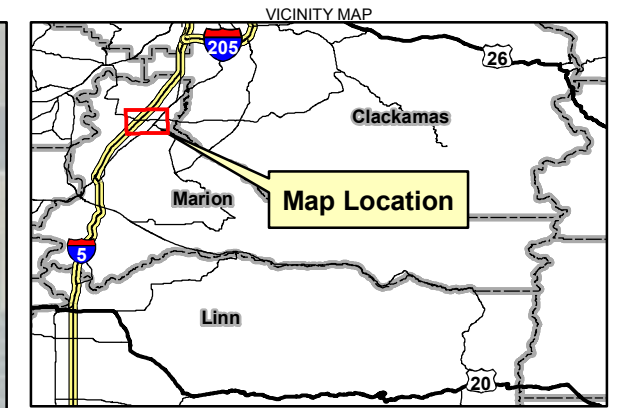 VICINITY MAP
205
26
Clackamas
Marion
Map Location
5
Linn
20